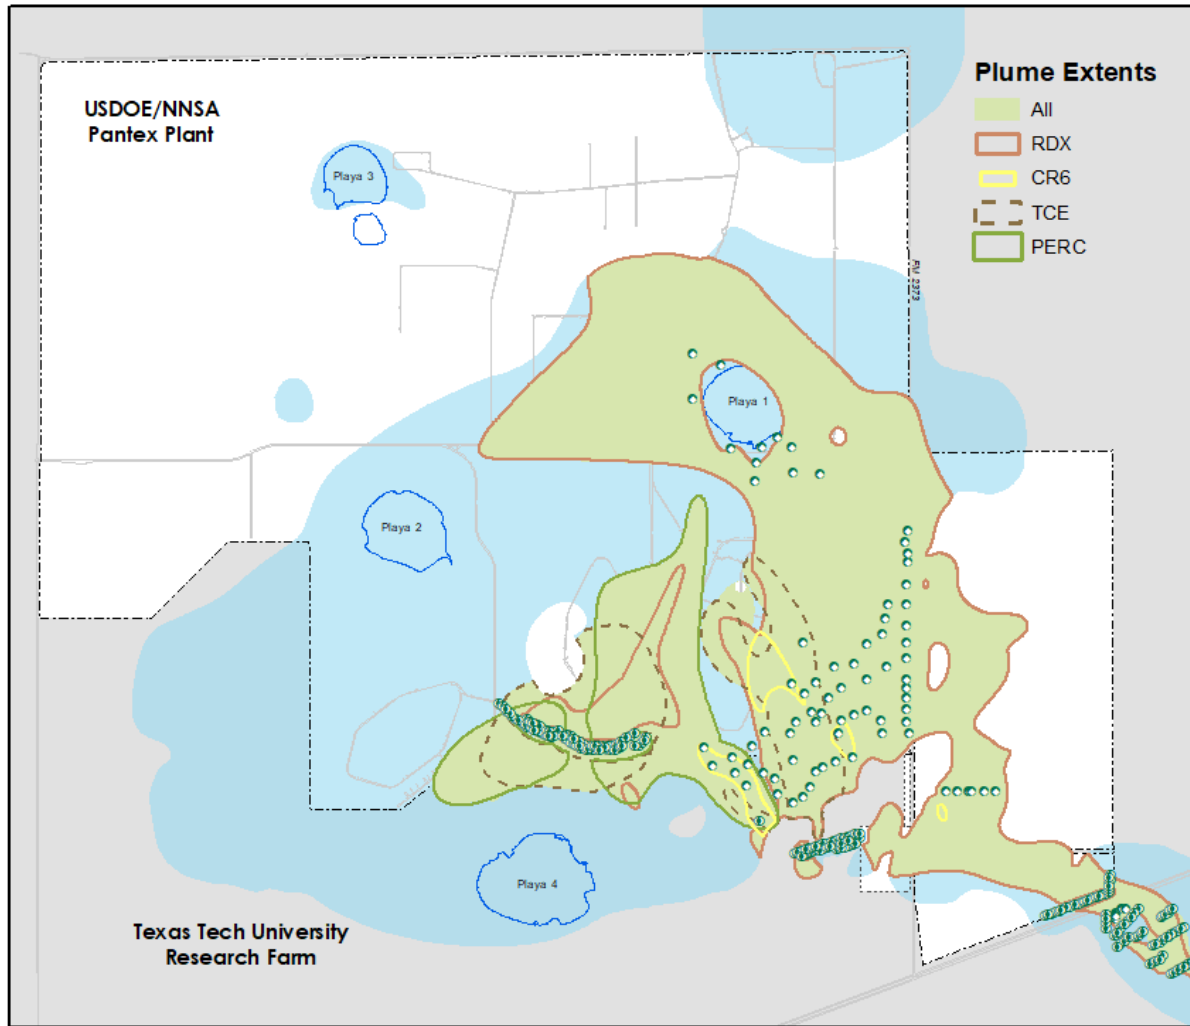 USDOE/NNSA
Pantex Plant
Plume Extents
All
RDX
CR6
TCE
PERC
Playa 3
FM 2373
Playa 1
Playa 2
Playa 4
Texas Tech University
Research Farm